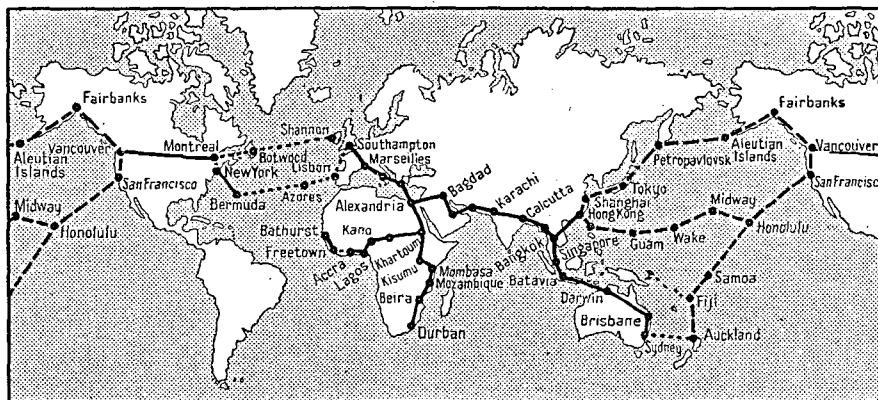 Fairbanks
Vancouver
Aleutian
Islands
Midway
Honolulu
San Francisco
Montreal
New York
Bermuda
Botwood
Shannon
Lisbon
Azores
Southampton
Marseilles
Alexandria
Bathurst
Freetown
Accra
Lagos
Kano
Khartoum
Kisumu
Mombasa
Mozambique
Beira
Durban
Bagdad
Karachi
Calcutta
Bangkok
Singapore
Batavia
Darwin
Brisbane
Sydney
Auckland
Fiji
Samoa
Shanghai
HongKong
Tokyo
Petropavlovsk
Guam
Wake
Midway
Honolulu
Aleutian
Islands
Fairbanks
Vancouver
San Francisco